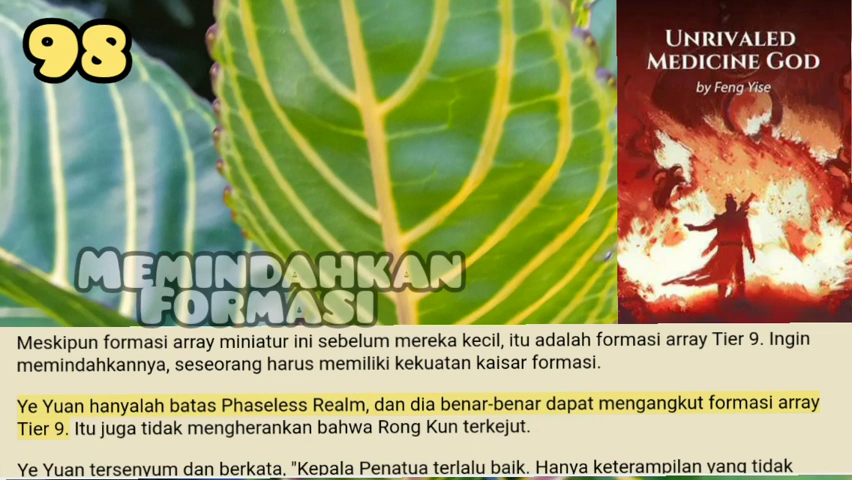 98
UNRIVALED
MEDICINE GOD
by Feng Yise
MEMINDAHKAN
FORMASI
Meskipun formasi array miniatur ini sebelum mereka kecil, itu adalah formasi array Tier 9. Ingin
memindahkannya, seseorang harus memiliki kekuatan kaisar formasi.
Ye Yuan hanyalah batas Phaseless Realm, dan dia benar-benar dapat mengangkut formasi array
Tier 9. Itu juga tidak mengherankan bahwa Rong Kun terkejut.
Ye Yuan tersenyum dan berkata, "Kepala Penatua terlalu baik. Hanya keterampilan yang tidak